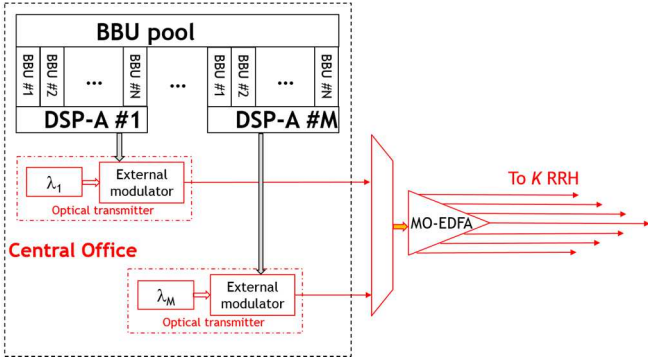 BBU pool
BBU #1
BBU #2
...
BBU #N
...
BBU #1
BBU #2
...
BBU #N
DSP-A #1
DSP-A #M
λ1
External
modulator
Optical transmitter
To K RRH
MO-EDFA
Central Office
λM
External
modulator
Optical transmitter